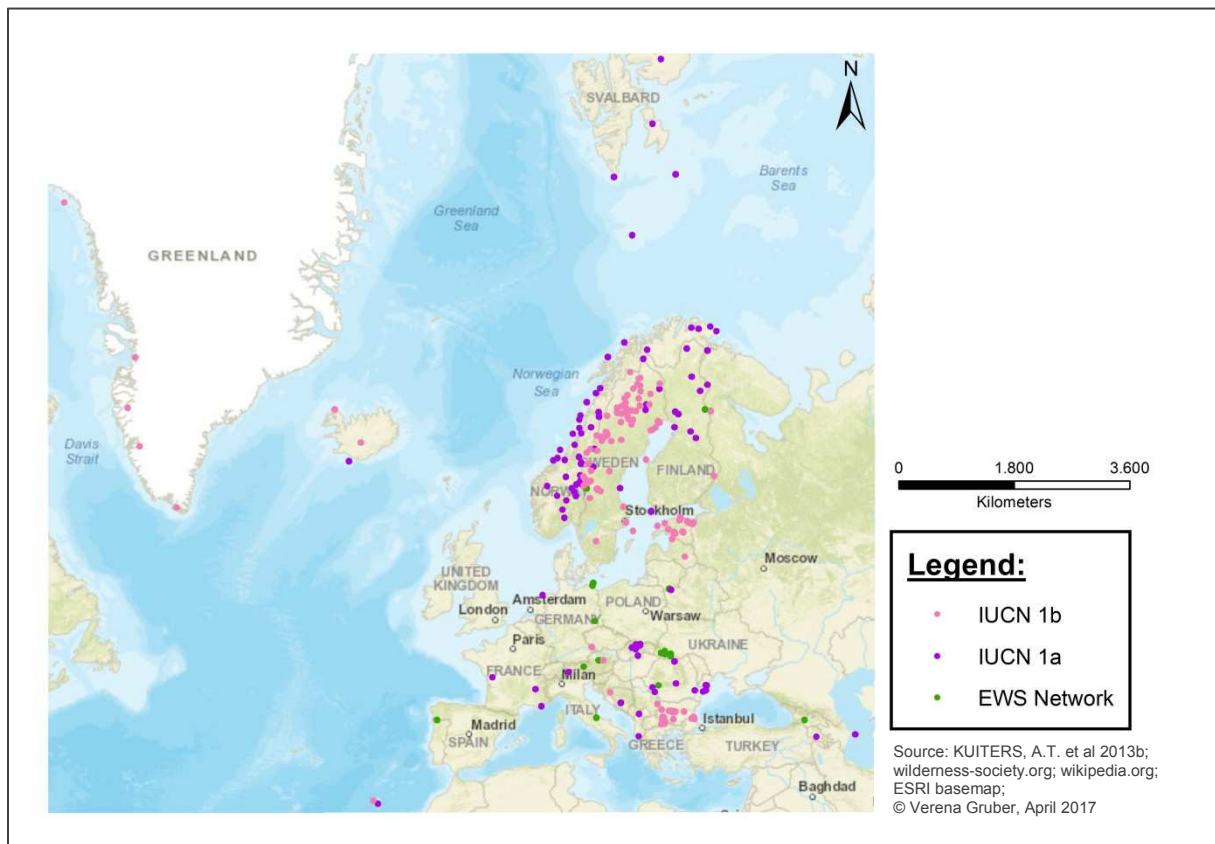 N
SVALBARD
Barents
Sea
Greenland
Sea
GREENLAND
Norwegian
Sea
Davis
Strait
SWEDEN
FINLAND
NORW
Stockholm
Moscow
UNITED
KINGDOM
Amsterdam
POLAND
London
GERMANY
Warsaw
Paris
UKRAINE
FRANCE
Milan
ITALY
Istanbul
Madrid
SPAIN
GREECE
TURKEY
Baghdad
0 1.800 3.600
Kilometers
Legend:
IUCN 1b
IUCN 1a
EWS Network
Source: KUITERS, A.T. et al 2013b;
wilderness-society.org; wikipedia.org;
ESRI basemap;
© Verena Gruber, April 2017